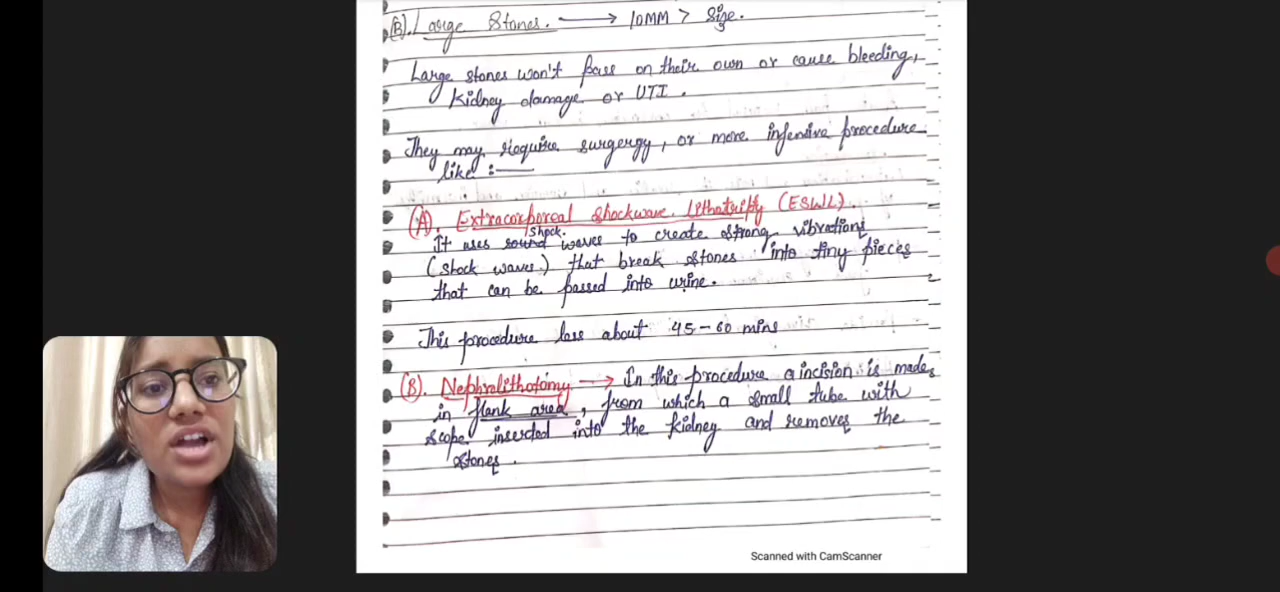 (B). Large Stones. → 10MM > Size.
Large stones won't pass on their own or cause bleeding,
Kidney damage or UTI.
They may require surgergy, or more infensive procedure
like :—
(A). Extracorporeal Shockwave Lithotripfy (ESWL)
Shock.
It uses sound waves to create strong vibrations
(shock waves) that break stones into tiny pieces
that can be passed into urine.
This procedure less about 45-60 mins
(B). Nephrolithotomy → In this procedure a incision is made,
in flank area, from which a small tube with
scope inserted into the kidney and removes the
stones.
Scanned with CamScanner